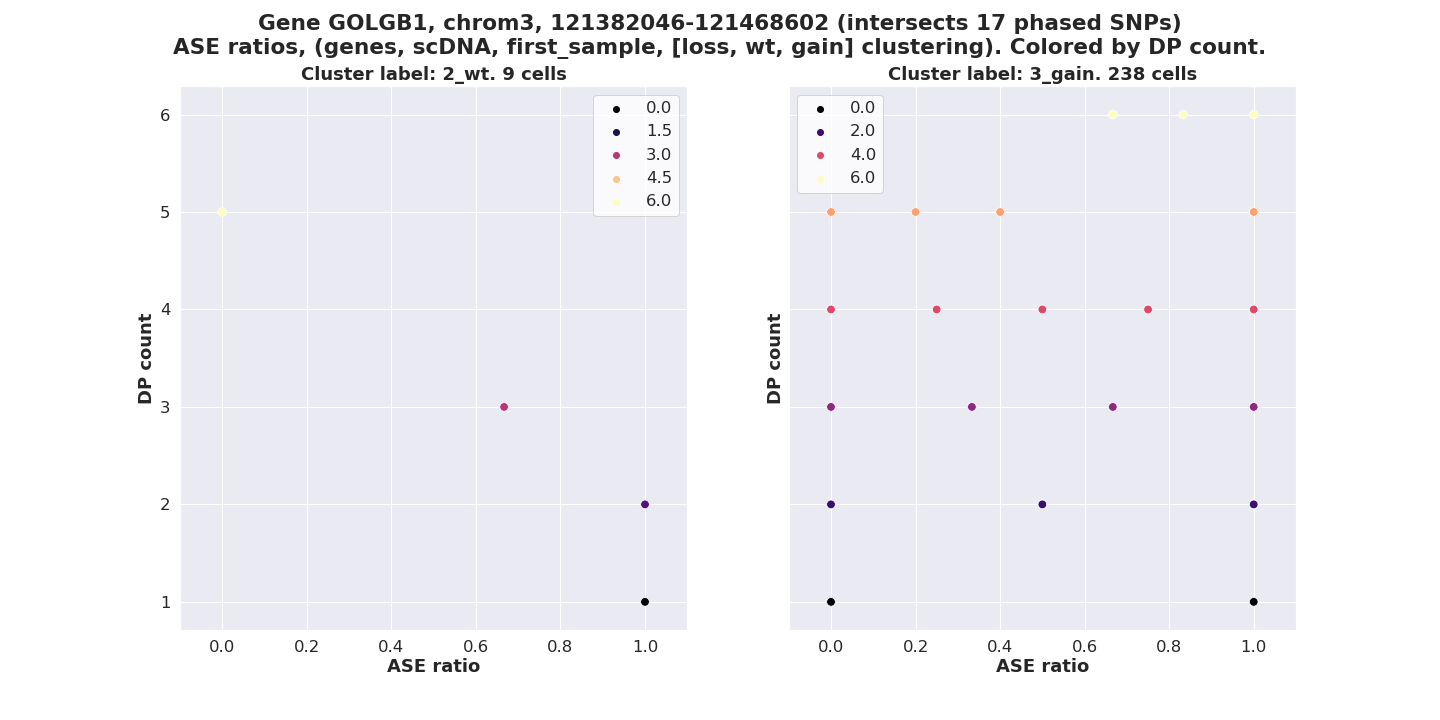 Gene GOLGB1, chrom3, 121382046-121468602 (intersects 17 phased SNPs)
ASE ratios, (genes, scDNA, first_sample, [loss, wt, gain] clustering). Colored by DP count.
Cluster label: 2_wt. 9 cells
0.0
1.5
3.0
4.5
6.0
6
5
4
3
2
1
DP count
0.0 0.2 0.4 0.6 0.8 1.0
ASE ratio
Cluster label: 3_gain. 238 cells
0.0
2.0
4.0
6.0
DP count
0.0 0.2 0.4 0.6 0.8 1.0
ASE ratio